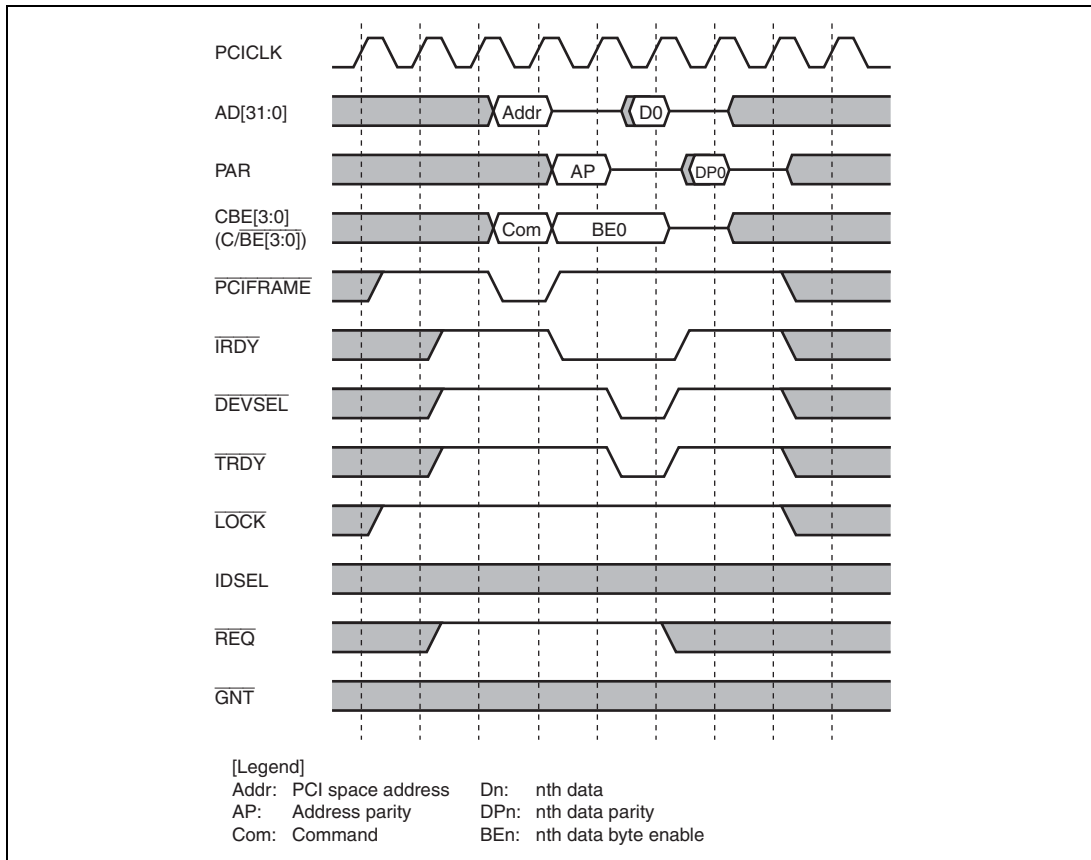 PCICLK
AD[31:0] Addr D0
PAR AP DP0
CBE[3:0]
(C/BE[3:0]) Com BE0
PCIFRAME
IRDY
DEVSEL
TRDY
LOCK
IDSEL
REQ
GNT
[Legend]
Addr: PCI space address Dn: nth data
AP: Address parity DPn: nth data parity
Com: Command BEn: nth data byte enable